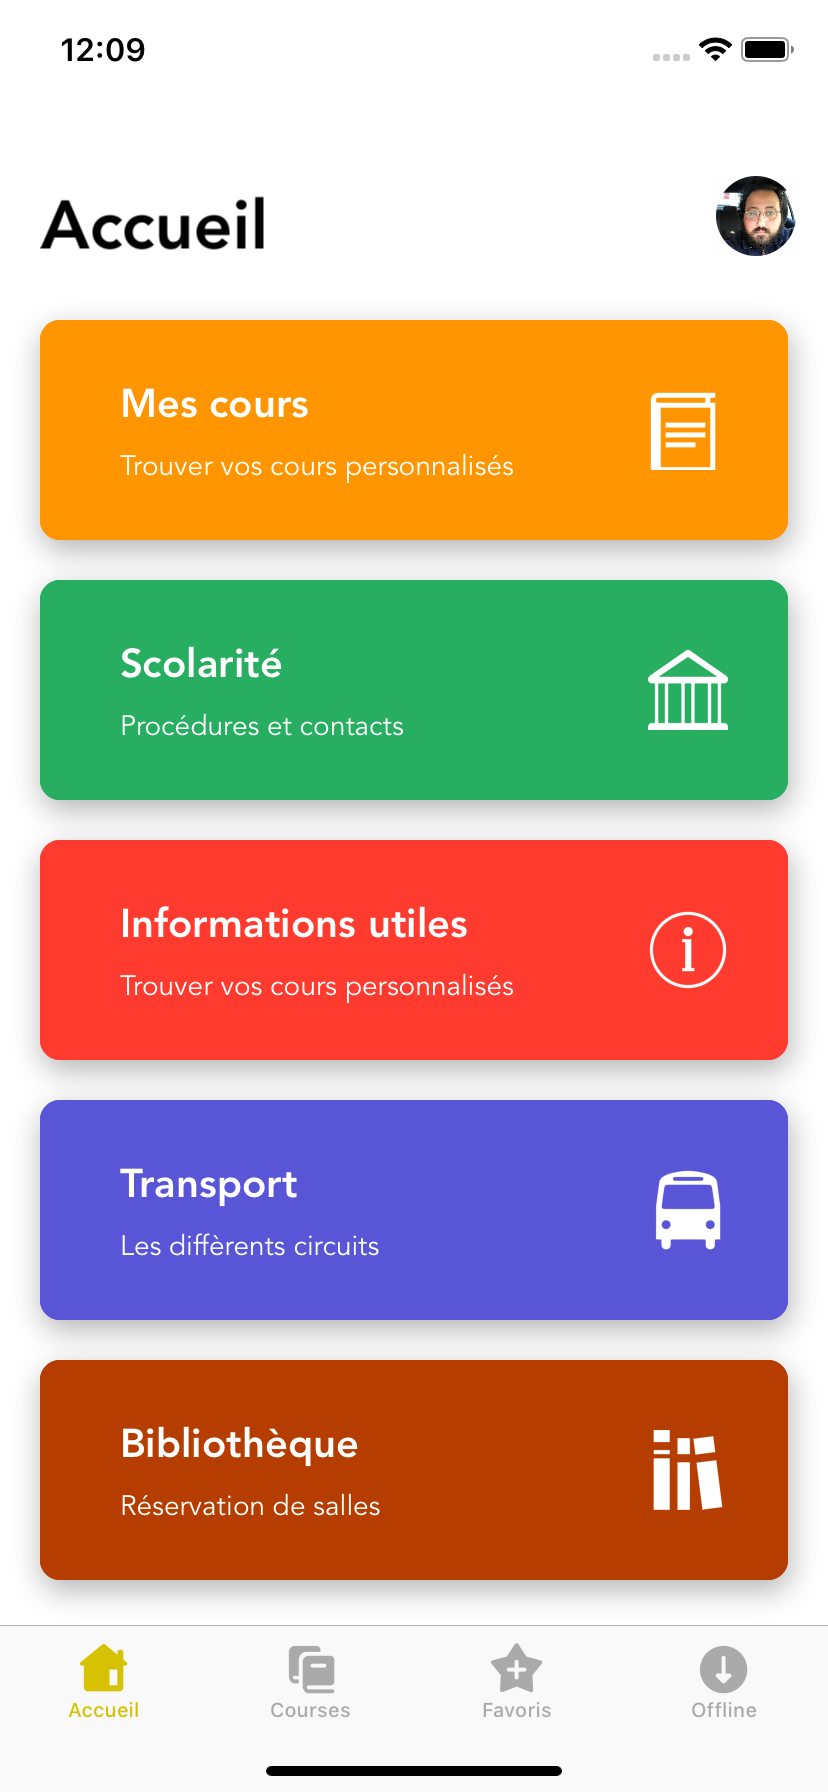 12:09
Accueil
Mes cours
Trouver vos cours personnalisés
Scolarité
Procédures et contacts
Informations utiles
Trouver vos cours personnalisés
Transport
Les diffèrents circuits
Bibliothèque
Réservation de salles
Accueil
Courses
Favoris
Offline